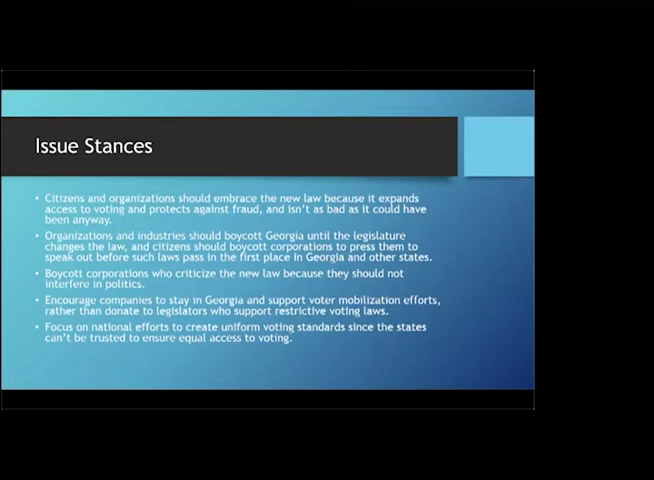 Issue Stances
• Citizens and organizations should embrace the new law because it expands
access to voting and protects against fraud, and isn't as bad as it could have
been anyway.
• Organizations and industries should boycott Georgia until the legislature
changes the law, and citizens should boycott corporations to press them to
speak out before such laws pass in the first place in Georgia and other states.
• Boycott corporations who criticize the new law because they should not
interfere in politics.
• Encourage companies to stay in Georgia and support voter mobilization efforts,
rather than donate to legislators who support restrictive voting laws.
• Focus on national efforts to create uniform voting standards since the states
can't be trusted to ensure equal access to voting.